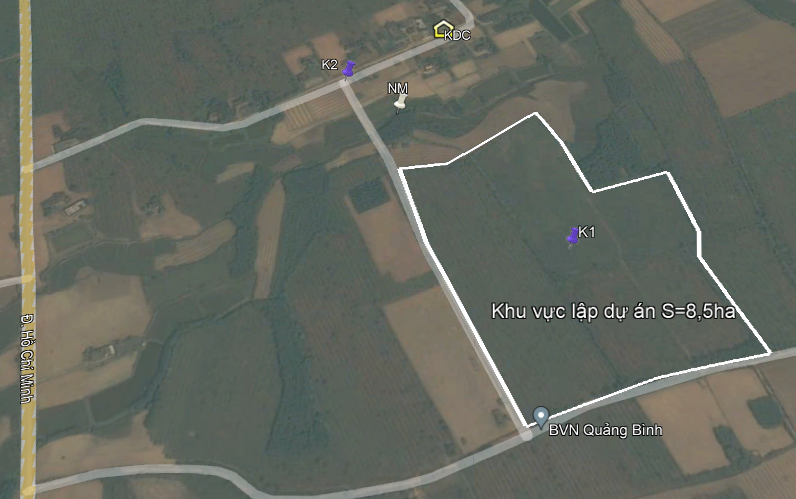 KDC
K2
NM
K1
Khu vực lập dự án S=8,5ha
Đ. Hồ Chí Minh
BVN Quảng Bình